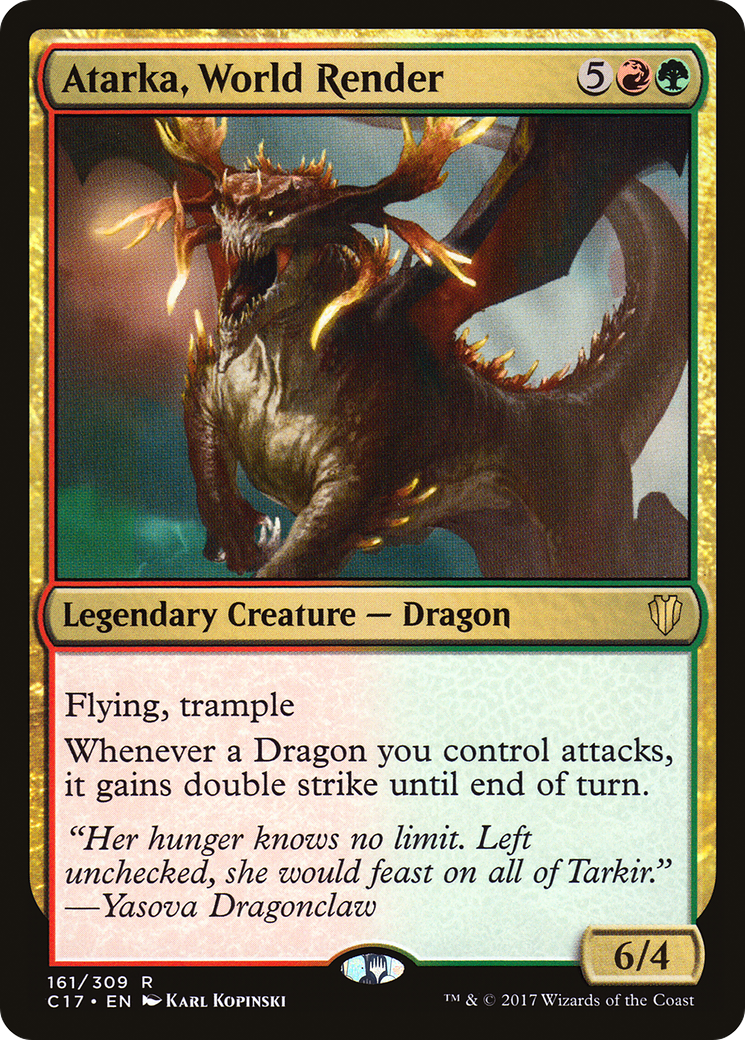 Atarka, World Render 5
Legendary Creature — Dragon
Flying, trample
Whenever a Dragon you control attacks,
it gains double strike until end of turn.
“Her hunger knows no limit. Left
unchecked, she would feast on all of Tarkir.”
—Yasova Dragonclaw
6/4
161/309 R
C17 • EN Karl Kopinski
™ & © 2017 Wizards of the Coast